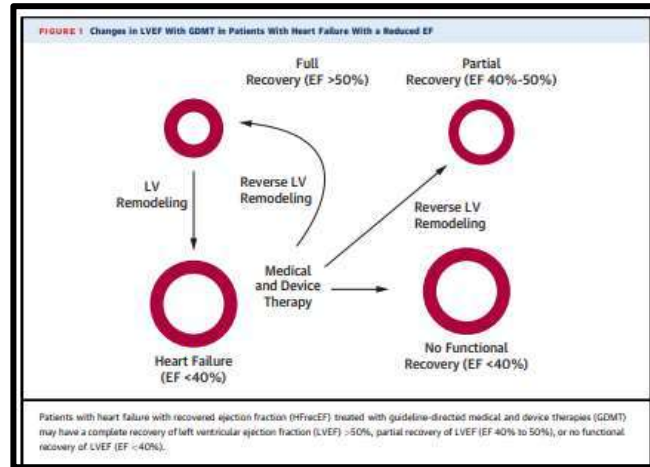 FIGURE 1 Changes in LVEF With GDMT in Patients With Heart Failure With a Reduced EF
Full
Recovery (EF >50%)
Partial
Recovery (EF 40%-50%)
LV
Remodeling
Reverse LV
Remodeling
Reverse LV
Remodeling
Medical
and Device
Therapy
Heart Failure
(EF <40%)
No Functional
Recovery (EF <40%)
Patients with heart failure with recovered ejection fraction (HFrecEF) treated with guideline-directed medical and device therapies (GDMT)
may have a complete recovery of left ventricular ejection fraction (LVEF) >50%, partial recovery of LVEF (EF 40% to 50%), or no functional
recovery of LVEF (EF <40%).